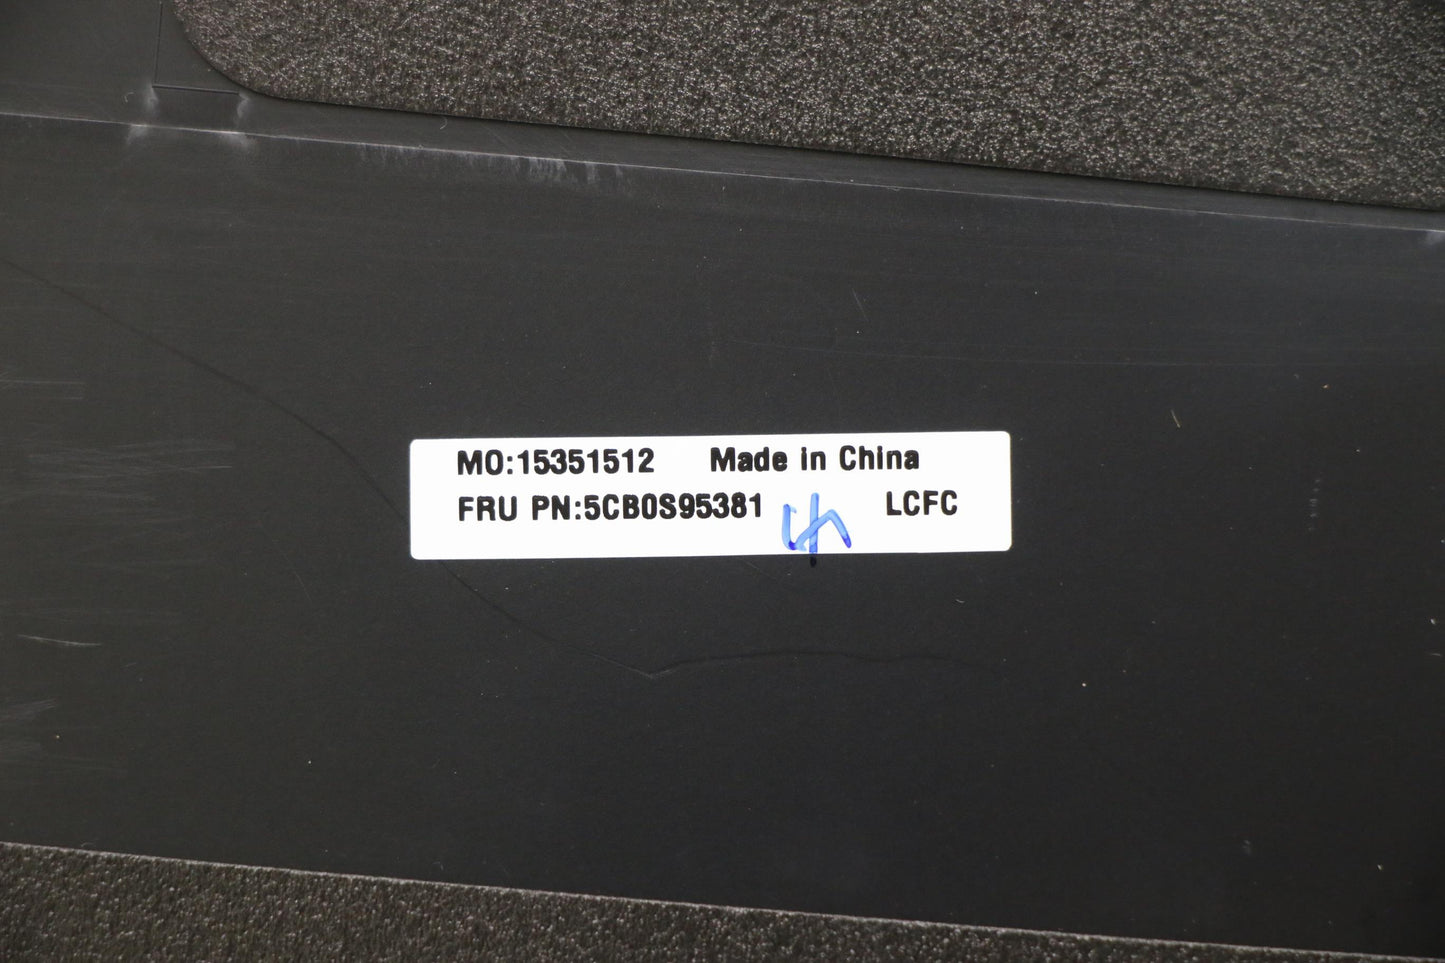 MO:15351512 Made in China
FRU PN:5CB0S95381 LCFC